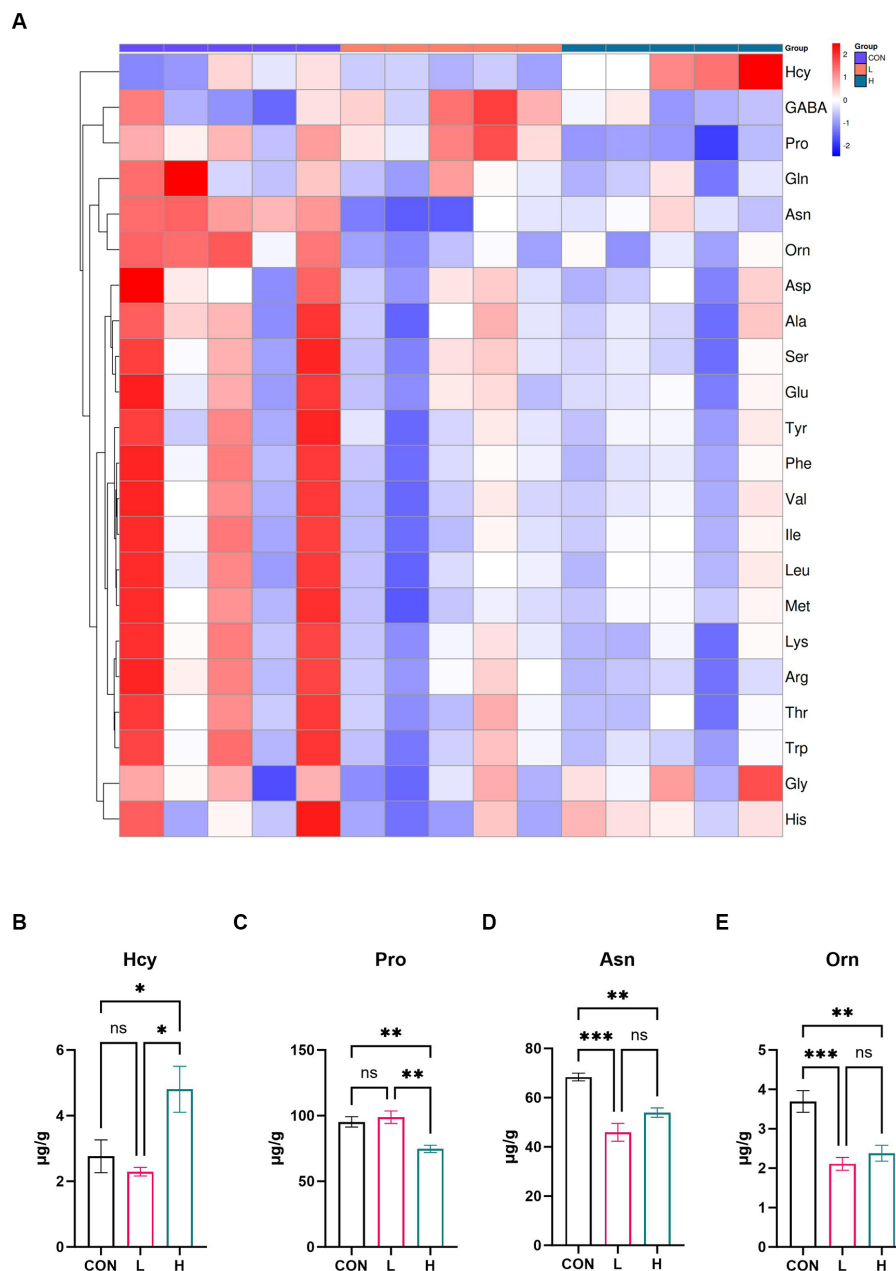 A
Group
Hcy
GABA
Pro
Gln
Asn
Orn
Asp
Ala
Ser
Glu
Tyr
Phe
Val
Ile
Leu
Met
Lys
Arg
Thr
Trp
Gly
His
2
1
0
-1
-2
Group
CON
L
H
B
Hcy
*
ns *
6
4
2
0
µg/g
CON L H
C
Pro
**
ns **
150
100
50
0
µg/g
CON L H
D
Asn
**
*** ns
80
60
40
20
0
µg/g
CON L H
E
Orn
**
*** ns
5
4
3
2
1
0
µg/g
CON L H